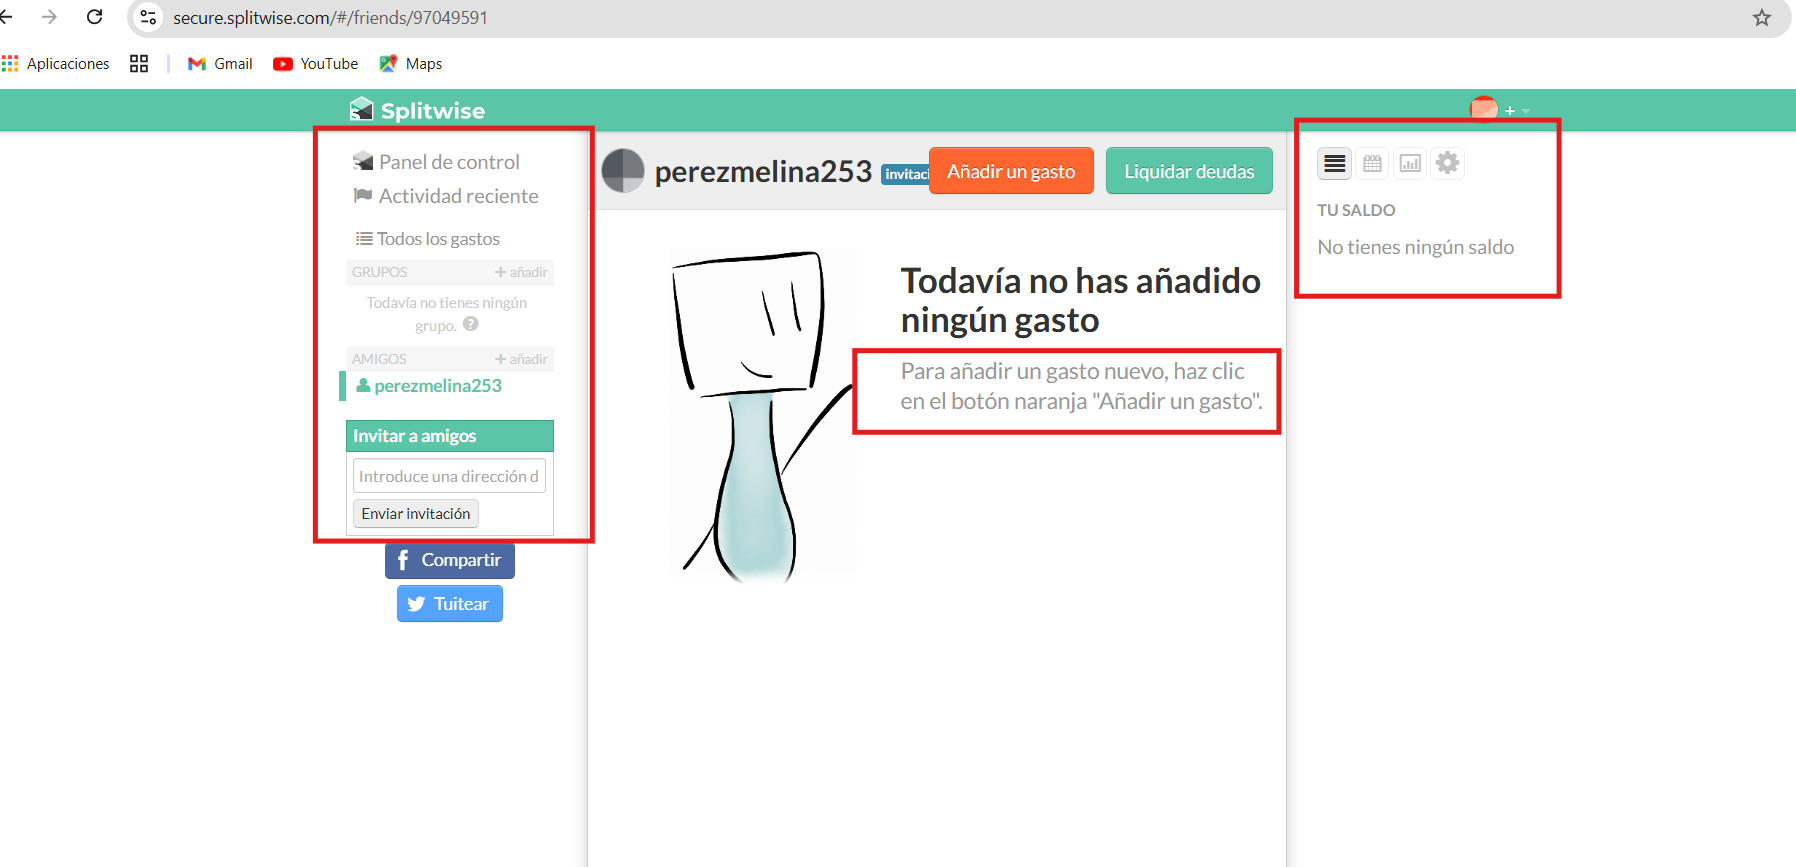 secure.splitwise.com/#/friends/97049591
Aplicaciones
Gmail
YouTube
Maps
Splitwise
+
Panel de control
Actividad reciente
Todos los gastos
GRUPOS
+ añadir
Todavía no tienes ningún
grupo. ?
AMIGOS
+ añadir
perezmelina253
Invitar a amigos
Introduce una dirección d
Enviar invitación
f Compartir
Tuitear
perezmelina253
invitaci
Añadir un gasto
Liquidar deudas
Todavía no has añadido
ningún gasto
Para añadir un gasto nuevo, haz clic
en el botón naranja "Añadir un gasto".
TU SALDO
No tienes ningún saldo